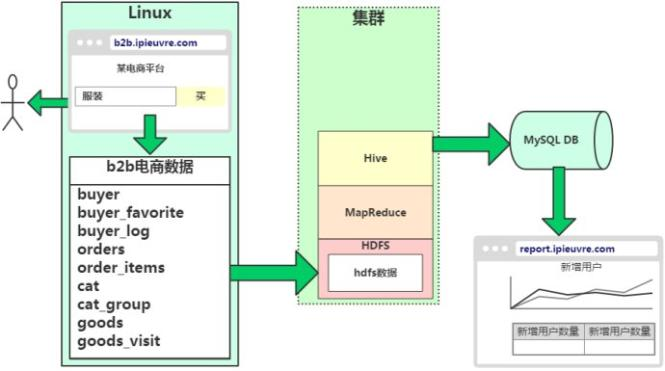 Linux
b2b.ipieuvre.com
某电商平台
服装
买
b2b电商数据
buyer
buyer_favorite
buyer_log
orders
order_items
cat
cat_group
goods
goods_visit
集群
Hive
MapReduce
HDFS
hdfs数据
MySQL DB
report.ipieuvre.com
新增用户
新增用户数量 新增用户数量